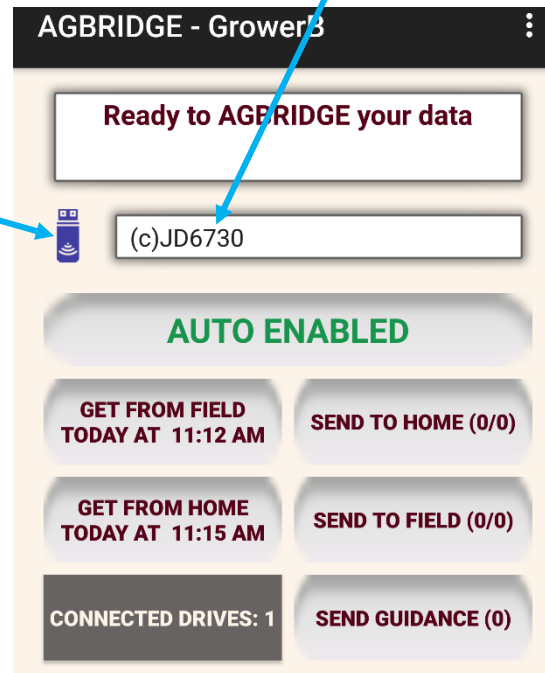 AGBRIDGE - GrowerB
Ready to AGBRIDGE your data
(c)JD6730
AUTO ENABLED
GET FROM FIELD
TODAY AT 11:12 AM
SEND TO HOME (0/0)
GET FROM HOME
TODAY AT 11:15 AM
SEND TO FIELD (0/0)
CONNECTED DRIVES: 1
SEND GUIDANCE (0)